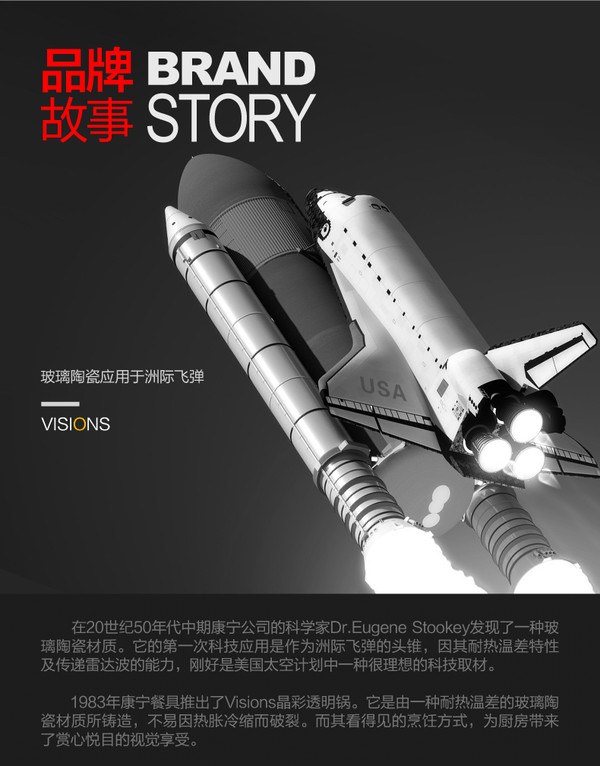 品牌 BRAND
故事 STORY
USA
玻璃陶瓷应用于洲际飞弹
VISIONS
在20世纪50年代中期康宁公司的科学家Dr.Eugene Stookey发现了一种玻
璃陶瓷材质。它的第一次科技应用是作为洲际飞弹的头锥，因其耐热温差特性
及传递雷达波的能力，刚好是美国太空计划中一种很理想的科技取材。
1983年康宁餐具推出了Visions晶彩透明锅。它是由一种耐热温差的玻璃陶
瓷材质所铸造，不易因热胀冷缩而破裂。而其看得见的烹饪方式，为厨房带来
了赏心悦目的视觉享受。